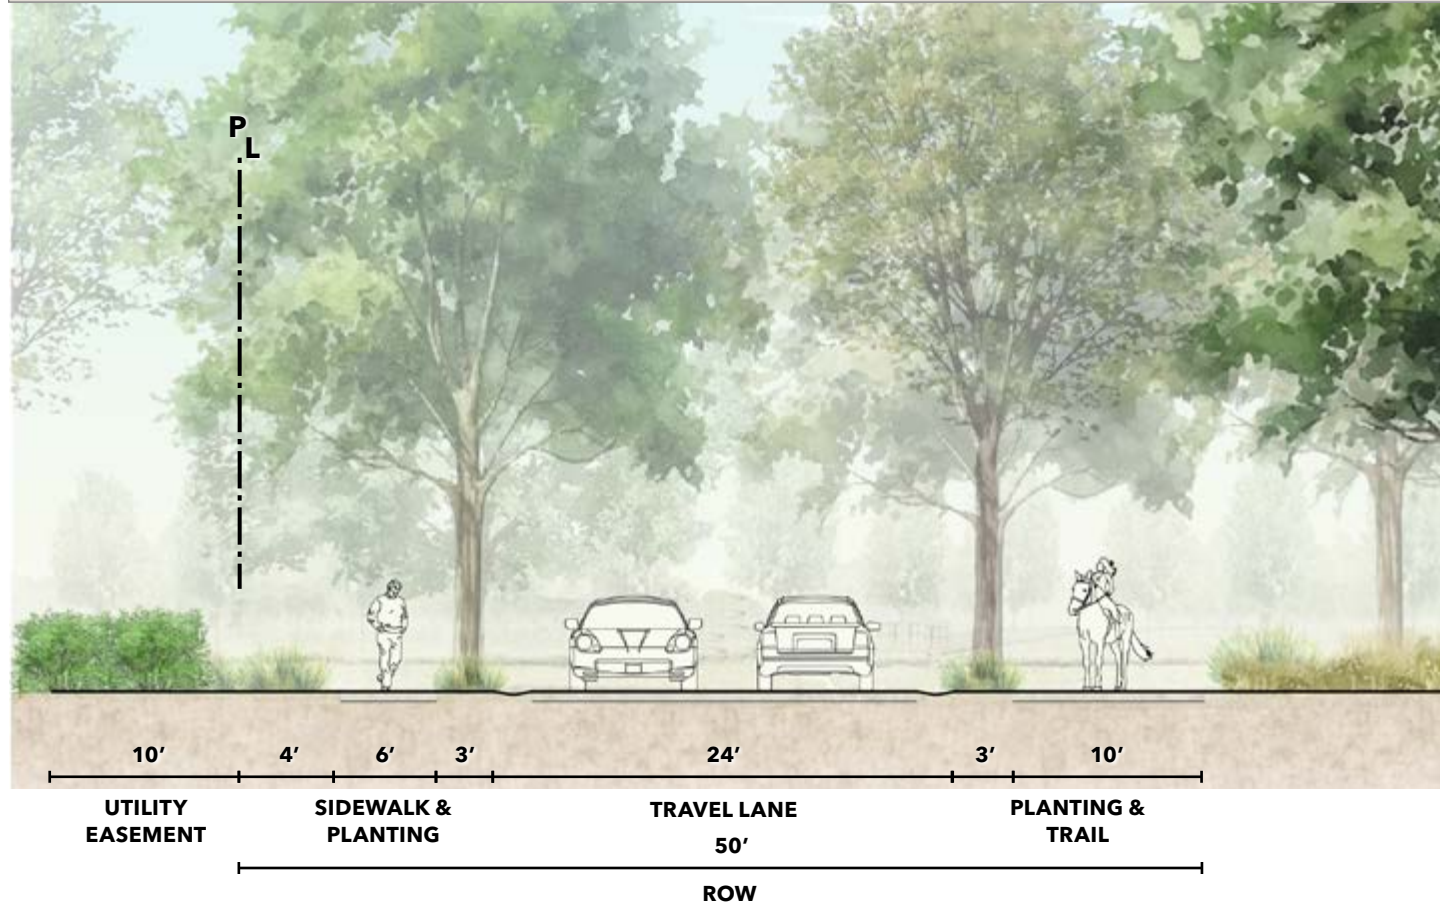 P
L
10’ 4’ 6’ 3’ 24’ 3’ 10’
UTILITY
EASEMENT
SIDEWALK &
PLANTING
TRAVEL LANE
PLANTING &
TRAIL
50’
ROW